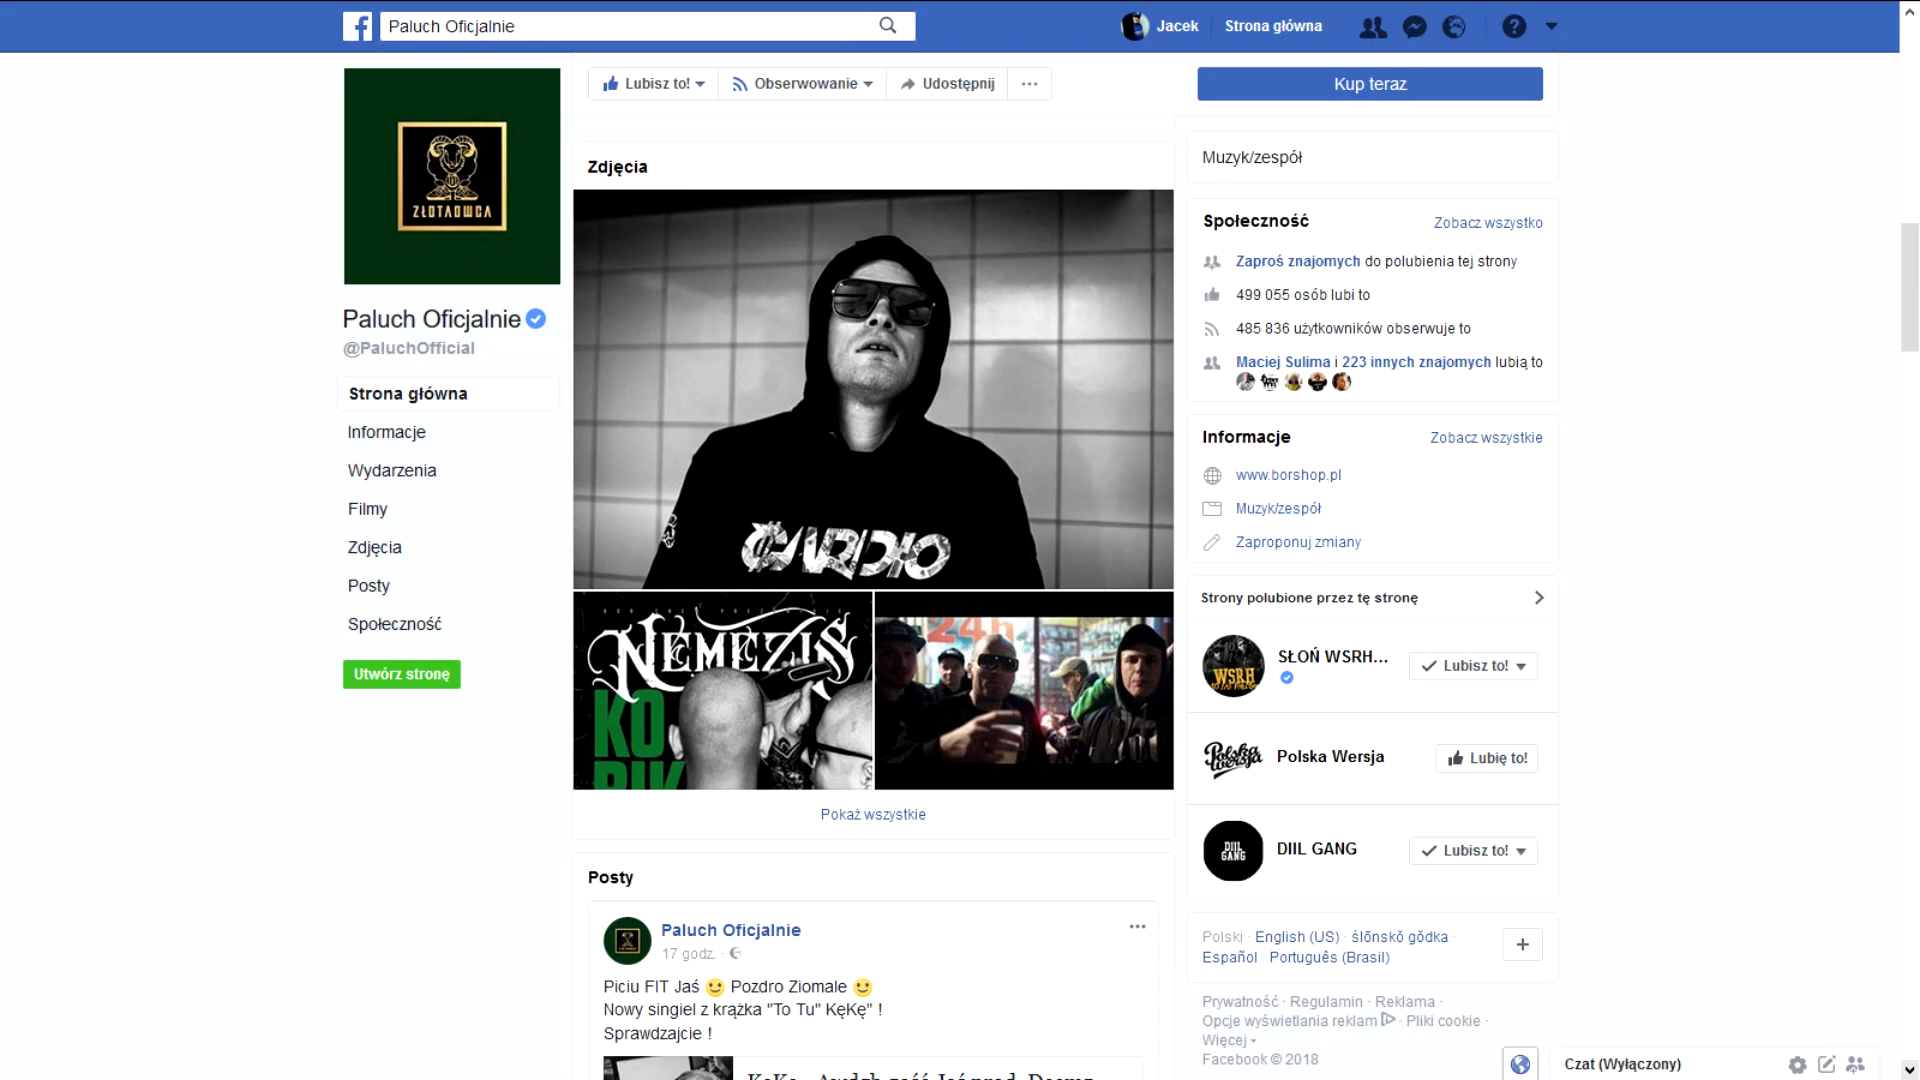 Paluch Oficjalnie
Jacek
Strona główna
Lubisz to!
Obserwowanie
Udostępnij
Kup teraz
ZŁOTAOWCA
Paluch Oficjalnie
@PaluchOfficial
Strona główna
Informacje
Wydarzenia
Filmy
Zdjęcia
Posty
Społeczność
Utwórz stronę
Zdjęcia
CARDIO
NEMEZIS
KO
24h
Pokaż wszystkie
Posty
Paluch Oficjalnie
17 godz. ·
Piciu FIT Jaś 🙂 Pozdro Ziomale 🙂
Nowy singiel z krążka "To Tu" KęKę" !
Sprawdzajcie !
Muzyk/zespół
Społeczność
Zobacz wszystko
Zaproś znajomych do polubienia tej strony
499 055 osób lubi to
485 836 użytkowników obserwuje to
Maciej Sulima i 223 innych znajomych lubią to
Informacje
Zobacz wszystkie
www.borshop.pl
Muzyk/zespół
Zaproponuj zmiany
Strony polubione przez tę stronę
WSRH
SŁOŃ WSRH...
Lubisz to!
Polska Wersja
Polska Wersja
Lubię to!
DIIL GANG
DIIL GANG
Lubisz to!
Polski · English (US) · ślōnskŏ gŏdka ·
Español · Português (Brasil)
Prywatność · Regulamin · Reklama ·
Opcje wyświetlania reklam · Pliki cookie ·
Więcej
Facebook © 2018
Czat (Wyłączony)